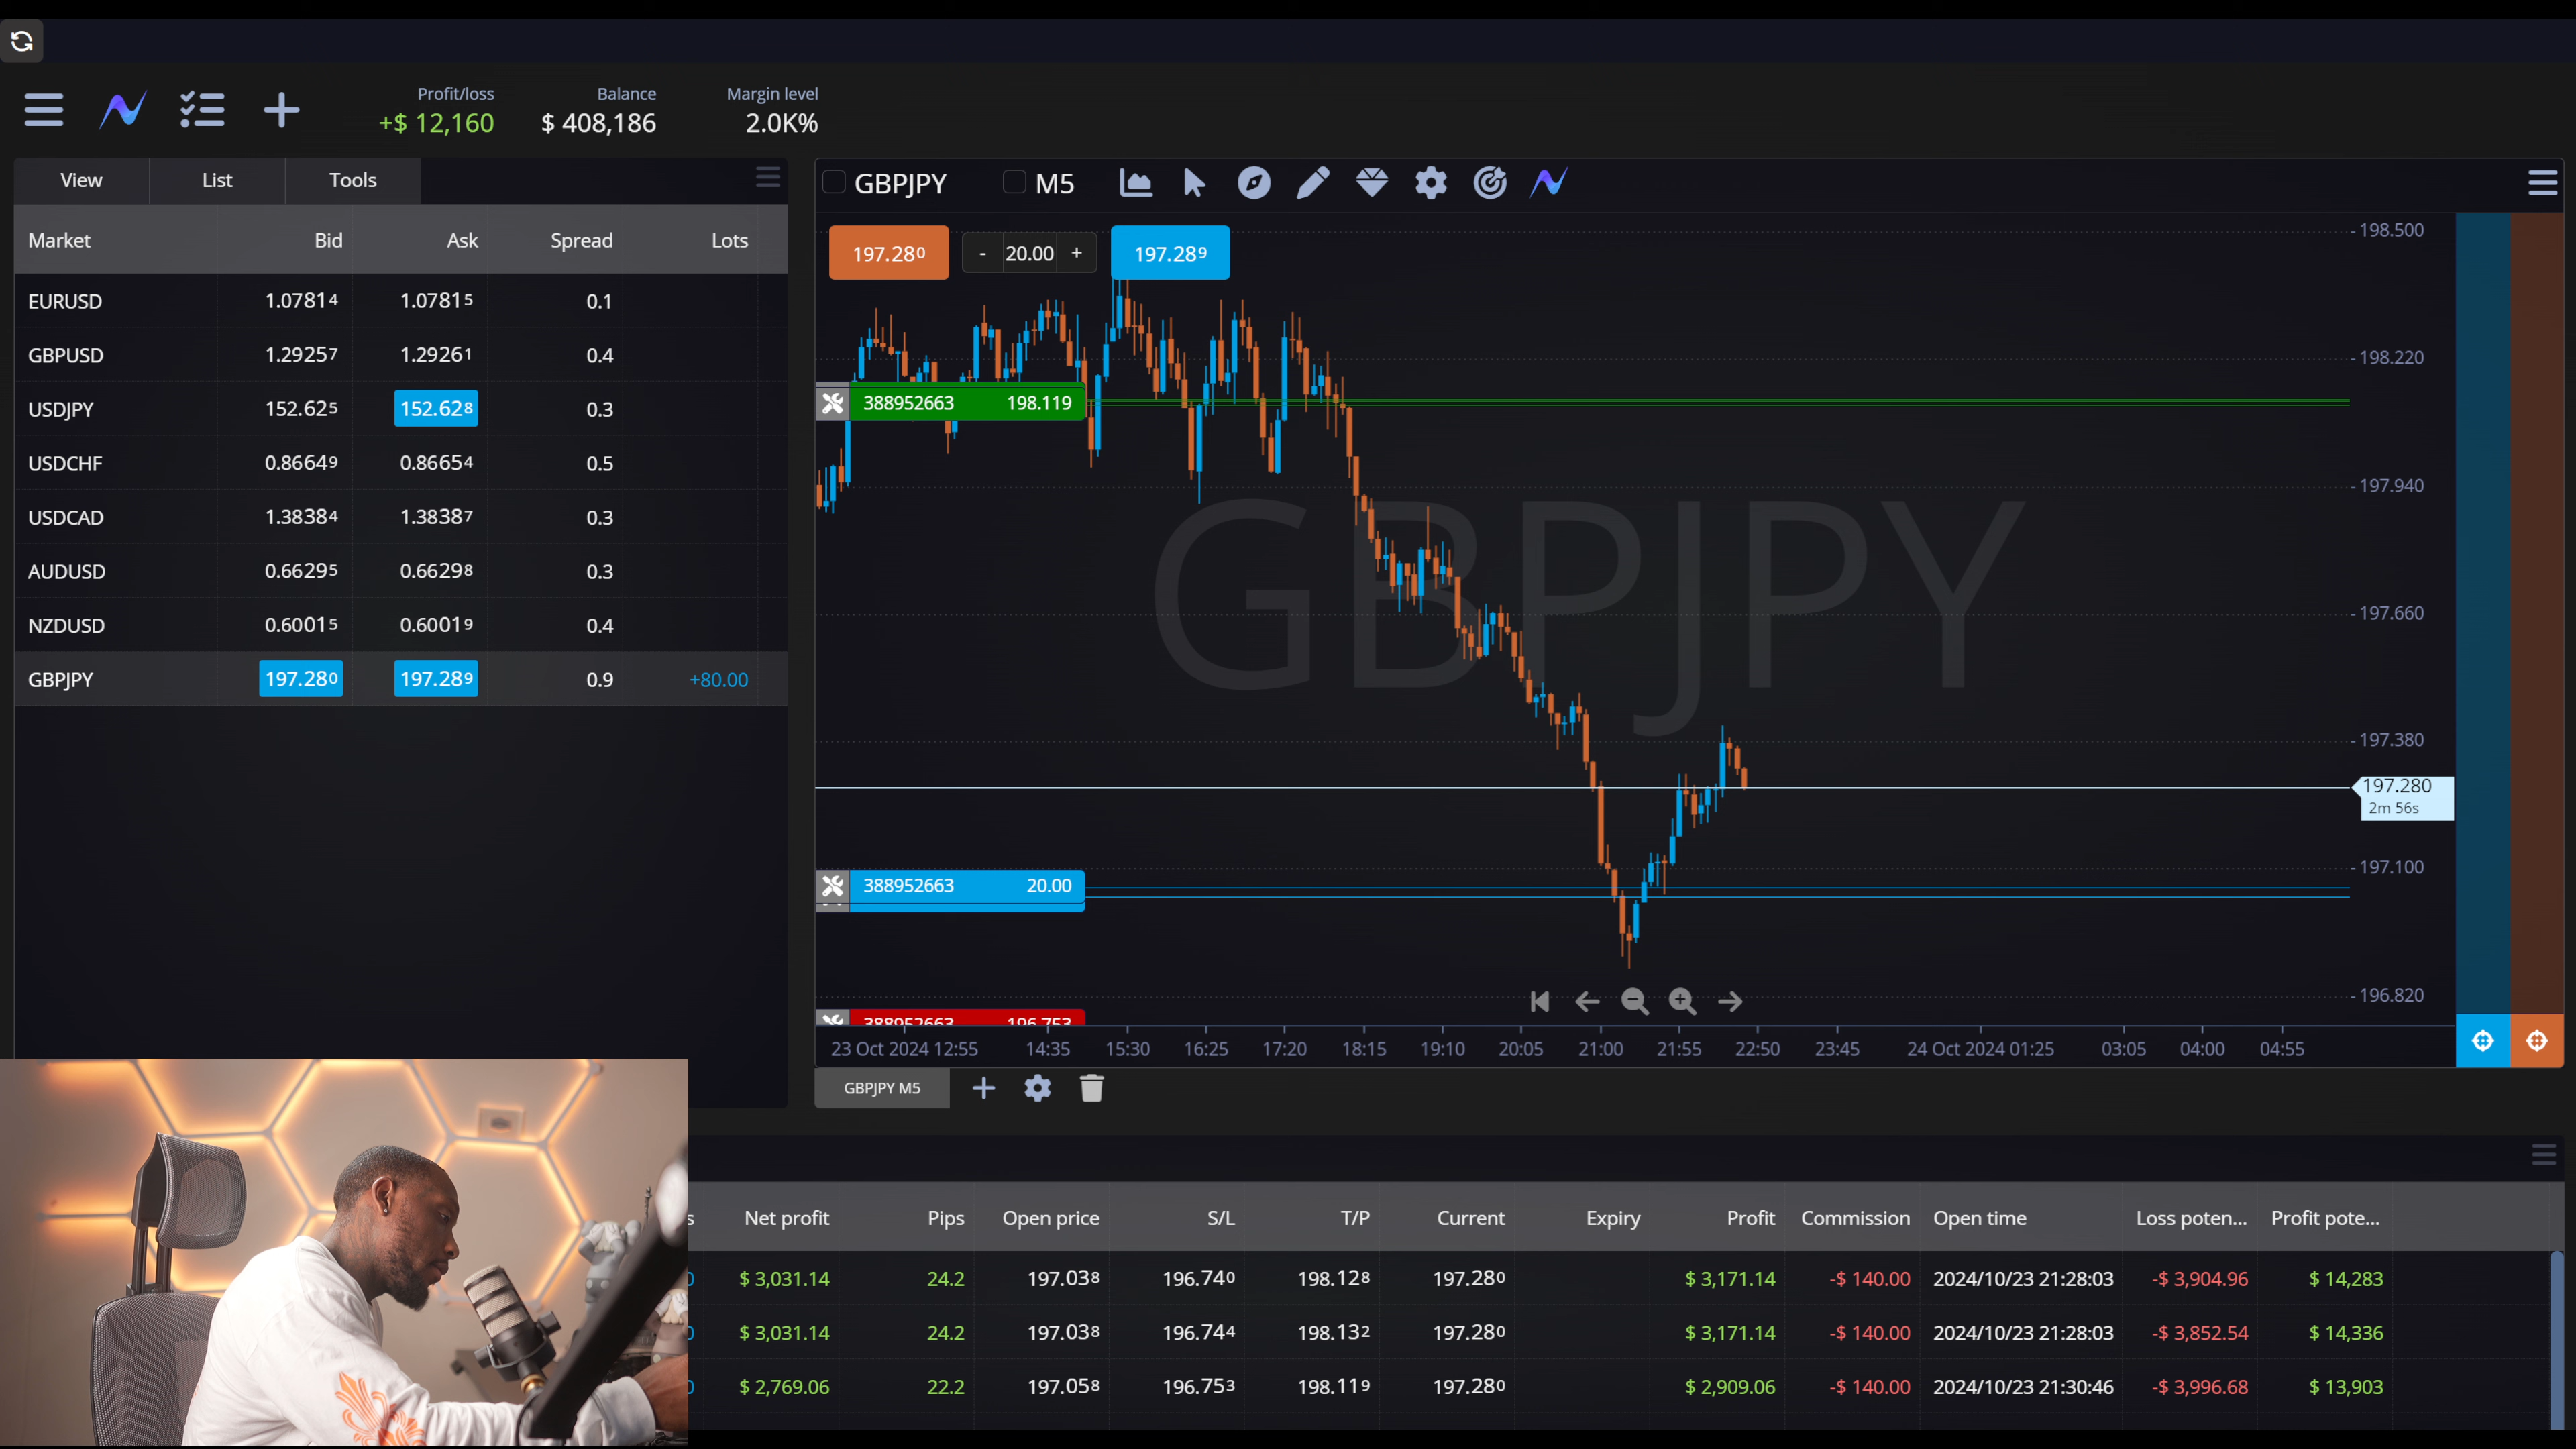 Profit/loss Balance Margin level
+$ 12,160 $ 408,186 2.0K%
View List Tools
Market Bid Ask Spread Lots
EURUSD 1.07814 1.07815 0.1
GBPUSD 1.29257 1.29261 0.4
USDJPY 152.625 152.628 0.3
USDCHF 0.86649 0.86654 0.5
USDCAD 1.38384 1.38387 0.3
AUDUSD 0.66295 0.66298 0.3
NZDUSD 0.60015 0.60019 0.4
GBPJPY 197.280 197.289 0.9 +80.00
GBPJPY M5
197.280 - 20.00 + 197.289
198.500
198.220
388952663 198.119
197.940
GBPJPY
197.660
197.380
197.280
2m 56s
197.100
388952663 20.00
196.820
388952663 196.753
23 Oct 2024 12:55 14:35 15:30 16:25 17:20 18:15 19:10 20:05 21:00 21:55 22:50 23:45 24 Oct 2024 01:25 03:05 04:00 04:55
GBPJPY M5
Net profit Pips Open price S/L T/P Current Expiry Profit Commission Open time Loss poten... Profit pote...
$ 3,031.14 24.2 197.038 196.740 198.128 197.280 $ 3,171.14 -$ 140.00 2024/10/23 21:28:03 -$ 3,904.96 $ 14,283
$ 3,031.14 24.2 197.038 196.744 198.132 197.280 $ 3,171.14 -$ 140.00 2024/10/23 21:28:03 -$ 3,852.54 $ 14,336
$ 2,769.06 22.2 197.058 196.753 198.119 197.280 $ 2,909.06 -$ 140.00 2024/10/23 21:30:46 -$ 3,996.68 $ 13,903